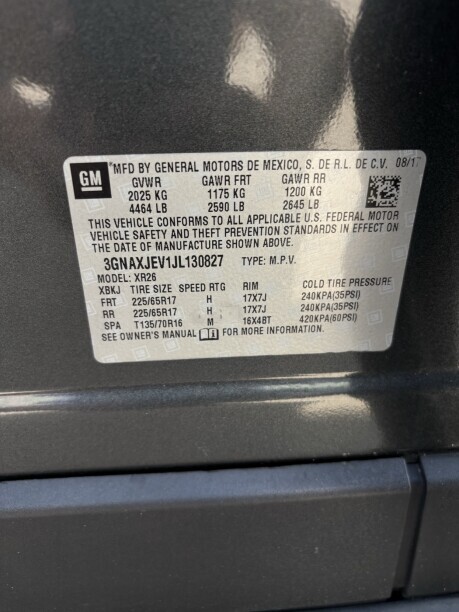 GM
MFD BY GENERAL MOTORS DE MEXICO, S. DE R.L. DE C.V. 08/17
GVWR GAWR FRT GAWR RR
2025 KG 1175 KG 1200 KG
4464 LB 2590 LB 2645 LB
THIS VEHICLE CONFORMS TO ALL APPLICABLE U.S. FEDERAL MOTOR
VEHICLE SAFETY AND THEFT PREVENTION STANDARDS IN EFFECT ON
THE DATE OF MANUFACTURE SHOWN ABOVE.
3GNAXJEV1JL130827 TYPE: M.P.V.
MODEL: XR26
XBKJ TIRE SIZE SPEED RTG RIM COLD TIRE PRESSURE
FRT 225/65R17 H 17X7J 240KPA(35PSI)
RR 225/65R17 H 17X7J 240KPA(35PSI)
SPA T135/70R16 M 16X4BT 420KPA(60PSI)
SEE OWNER'S MANUAL FOR MORE INFORMATION.